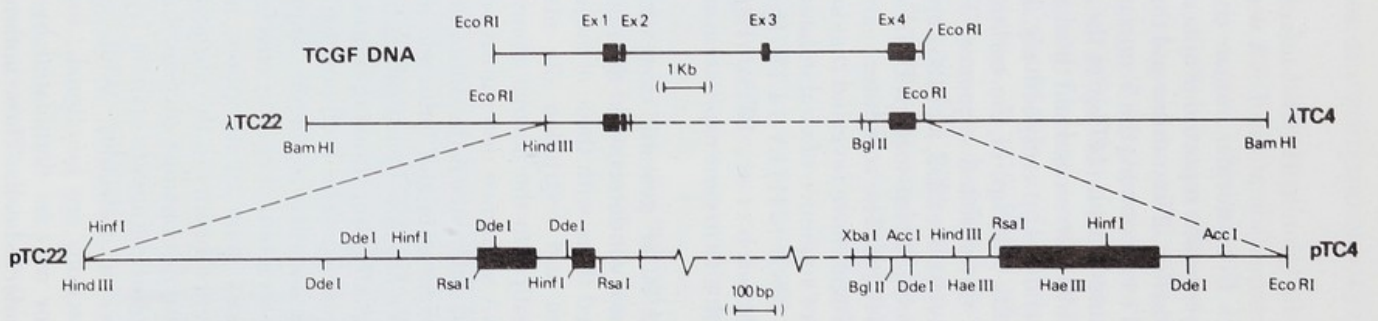 Eco RI Ex 1 Ex 2 Ex 3 Ex 4 Eco RI
TCGF DNA
1 Kb
Eco RI Eco RI
λTC22 λTC4
Bam HI Hind III Bgl II Bam HI
Hinf I Dde I Hinf I Dde I Dde I Xba I Acc I Hind III Rsa I Hinf I Acc I
pTC22 pTC4
Hind III Dde I Rsa I Hinf I Rsa I Bgl II Dde I Hae III Hae III Dde I Eco RI
100 bp